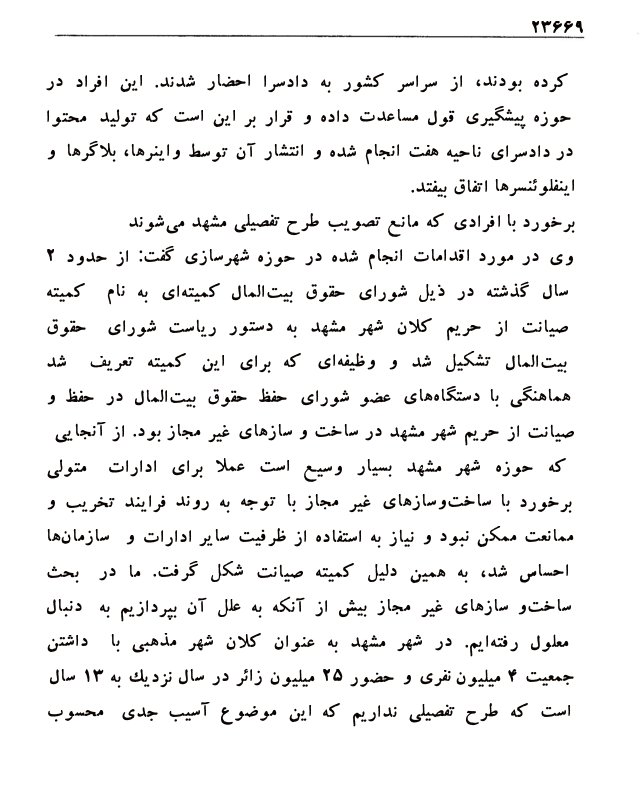 ۲۳۶۶۹
کرده بودند، از سراسر کشور به دادسرا احضار شدند. این افراد در
حوزه پیشگیری قول مساعدت داده و قرار بر این است که تولید محتوا
در دادسرای ناحیه هفت انجام شده و انتشار آن توسط واینرها، بلاگرها و
اینفلوئنسرها اتفاق بیفتد.
برخورد با افرادی که مانع تصویب طرح تفصیلی مشهد می‌شوند
وی در مورد اقدامات انجام شده در حوزه شهرسازی گفت: از حدود ۲
سال گذشته در ذیل شورای حقوق بیت‌المال کمیته‌ای به نام کمیته
صیانت از حریم کلان شهر مشهد به دستور ریاست شورای حقوق
بیت‌المال تشکیل شد و وظیفه‌ای که برای این کمیته تعریف شد
هماهنگی با دستگاه‌های عضو شورای حفظ حقوق بیت‌المال در حفظ و
صیانت از حریم شهر مشهد در ساخت و سازهای غیر مجاز بود. از آنجایی
که حوزه شهر مشهد بسیار وسیع است عملا برای ادارات متولی
برخورد با ساخت‌وسازهای غیر مجاز با توجه به روند فرایند تخریب و
ممانعت ممکن نبود و نیاز به استفاده از ظرفیت سایر ادارات و سازمان‌ها
احساس شد، به همین دلیل کمیته صیانت شکل گرفت. ما در بحث
ساخت‌و سازهای غیر مجاز بیش از آنکه به علل آن بپردازیم به دنبال
معلول رفته‌ایم. در شهر مشهد به عنوان کلان شهر مذهبی با داشتن
جمعیت ۴ میلیون نفری و حضور ۲۵ میلیون زائر در سال نزدیك به ۱۳ سال
است که طرح تفصیلی نداریم که این موضوع آسیب جدی محسوب